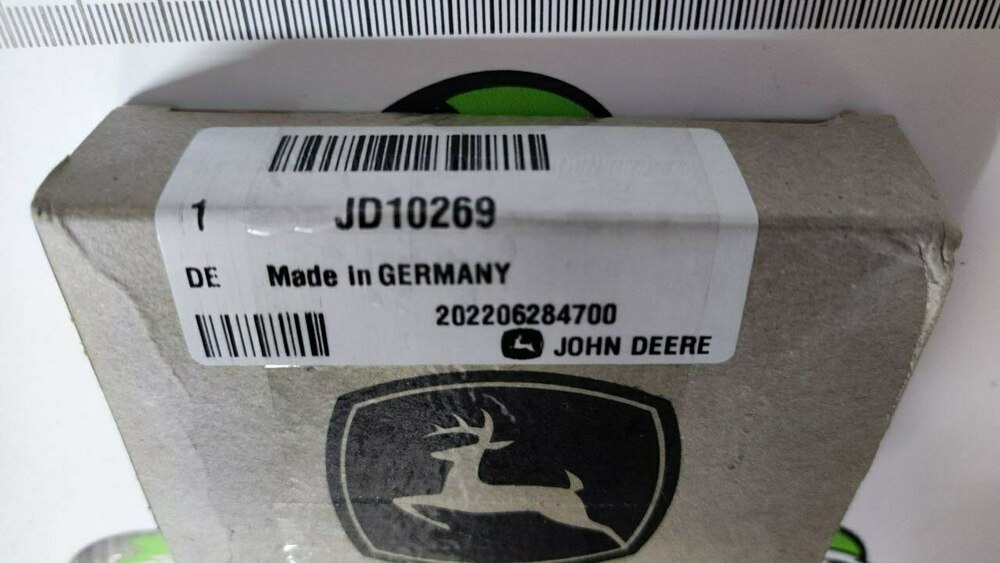 1 JD10269
DE Made in GERMANY
202206284700
JOHN DEERE